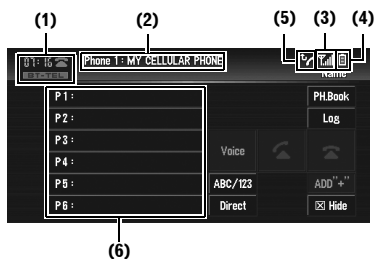 (1) (2) (5) (3) (4)
07:16
BT-TEL
Phone 1 : MY CELLULAR PHONE
Name
P1 : PH.Book
P2 : Log
P3 :
Voice
P4 :
P5 : ABC/123 ADD"+"
P6 : Direct Hide
(6)